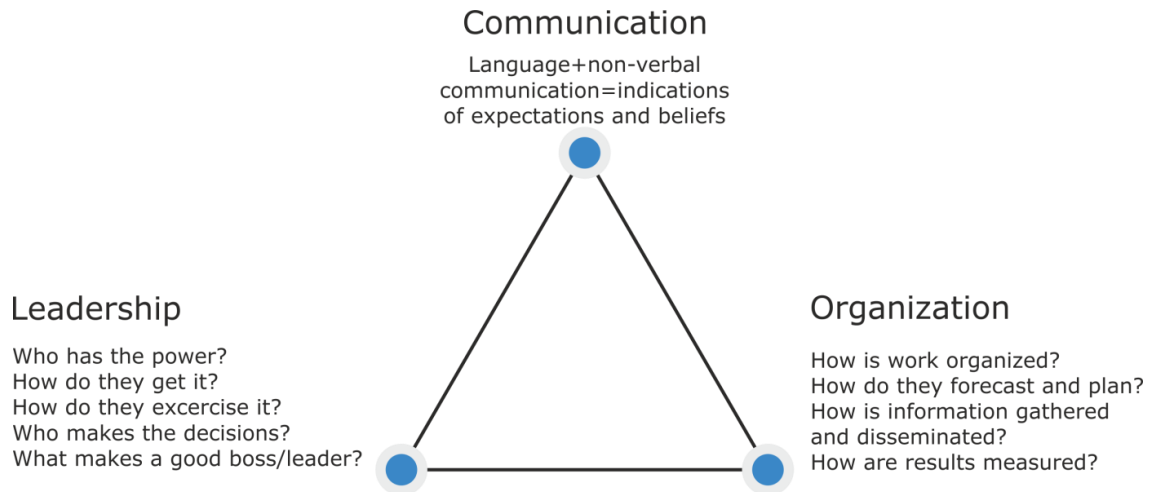 Communication
Language+non-verbal
communication=indications
of expectations and beliefs
Leadership
Who has the power?
How do they get it?
How do they excercise it?
Who makes the decisions?
What makes a good boss/leader?
Organization
How is work organized?
How do they forecast and plan?
How is information gathered
and disseminated?
How are results measured?